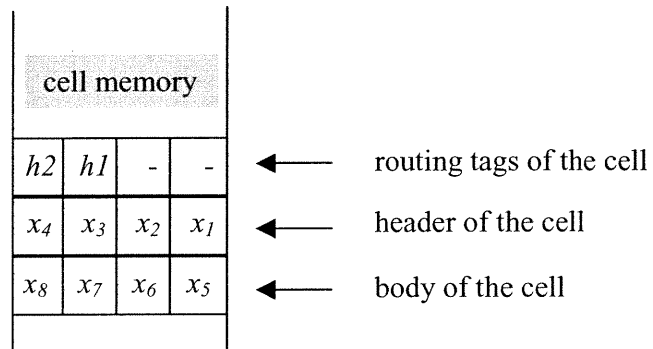 cell memory
h2 h1 - - routing tags of the cell
x₄ x₃ x₂ x₁ header of the cell
x₈ x₇ x₆ x₅ body of the cell